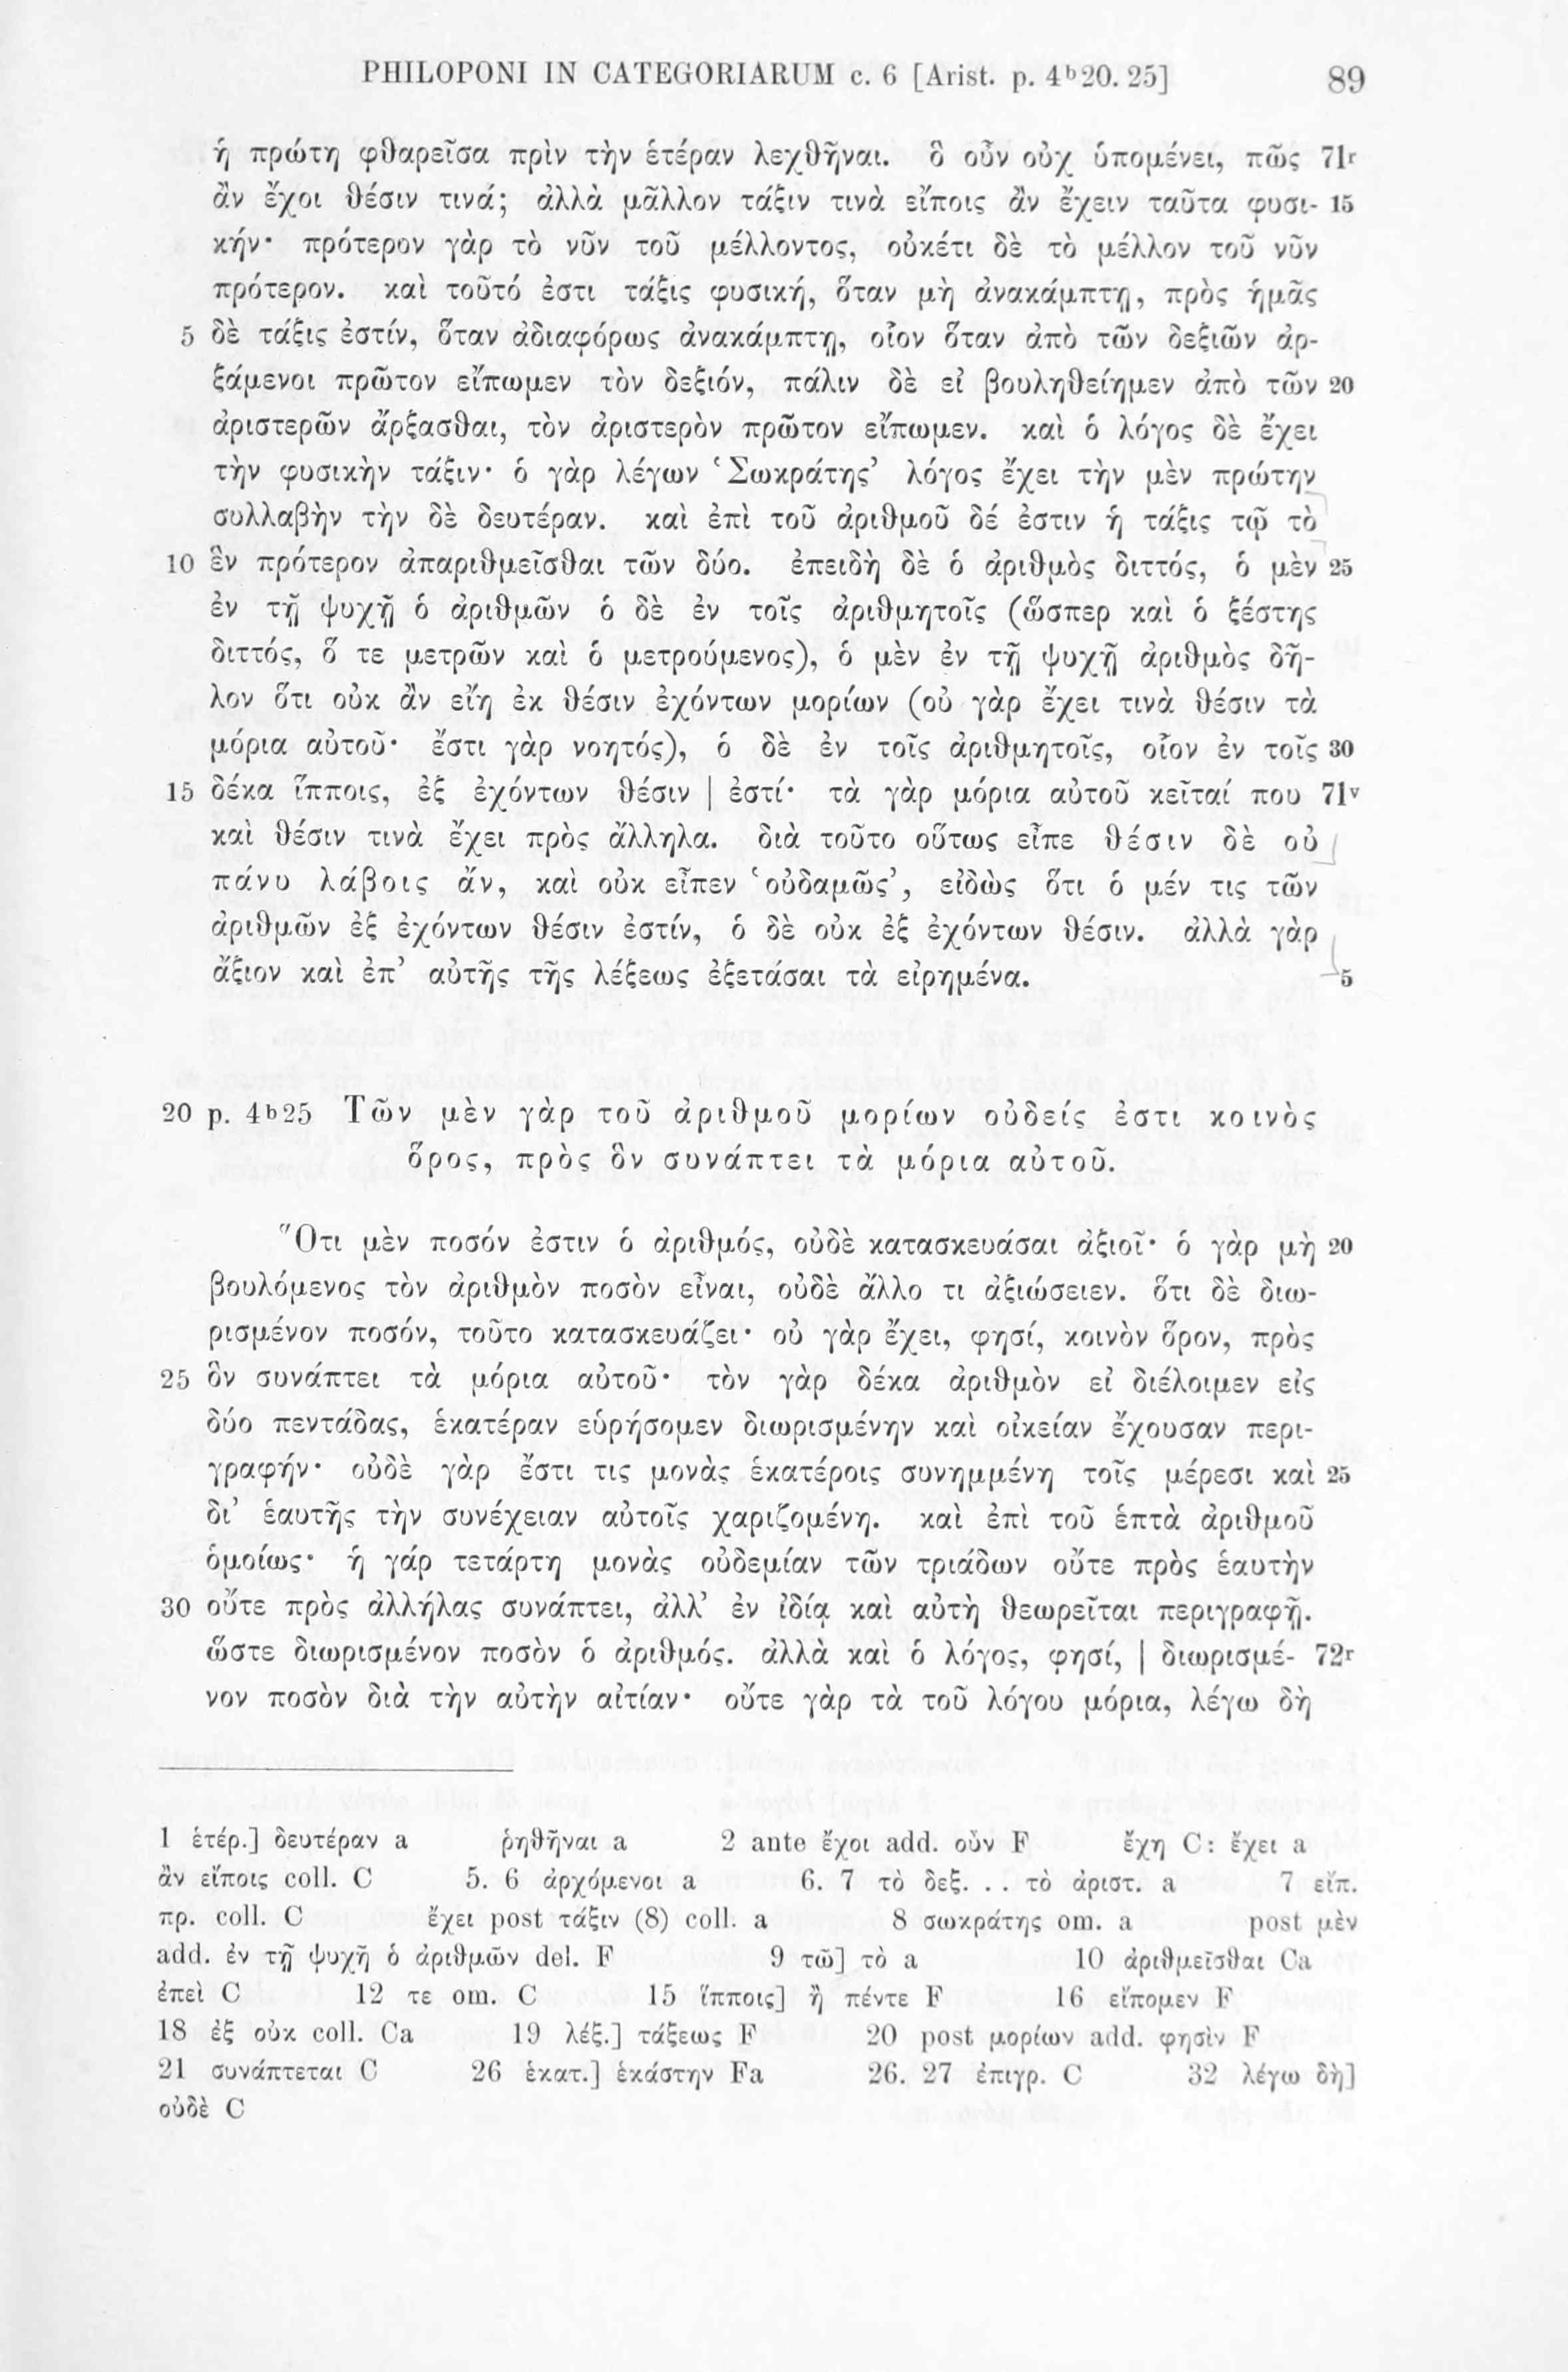 PHILOPONI IN CATEGORIARUM c. 6 [Arist. p. 4ᵇ20. 25] 89
ἡ πρώτη φθαρεῖσα πρὶν τὴν ἑτέραν λεχθῆναι. ὃ οὖν οὐχ ὑπομένει, πῶς 71ʳ
ἂν ἔχοι θέσιν τινά; ἀλλὰ μᾶλλον τάξιν τινὰ εἴποις ἂν ἔχειν ταῦτα φυσι- 15
κήν· πρότερον γὰρ τὸ νῦν τοῦ μέλλοντος, οὐκέτι δὲ τὸ μέλλον τοῦ νῦν
πρότερον. καὶ τοῦτό ἐστι τάξις φυσική, ὅταν μὴ ἀνακάμπτῃ, πρὸς ἡμᾶς
5 δὲ τάξις ἐστίν, ὅταν ἀδιαφόρως ἀνακάμπτῃ, οἷον ὅταν ἀπὸ τῶν δεξιῶν ἀρ-
ξάμενοι πρῶτον εἴπωμεν τὸν δεξιόν, πάλιν δὲ εἰ βουληθείημεν ἀπὸ τῶν 20
ἀριστερῶν ἄρξασθαι, τὸν ἀριστερὸν πρῶτον εἴπωμεν. καὶ ὁ λόγος δὲ ἔχει
τὴν φυσικὴν τάξιν· ὁ γὰρ λέγων ‘Σωκράτης’ λόγος ἔχει τὴν μὲν πρώτην
συλλαβὴν τὴν δὲ δευτέραν. καὶ ἐπὶ τοῦ ἀριθμοῦ δέ ἐστιν ἡ τάξις τῷ τὸ
10 ἓν πρότερον ἀπαριθμεῖσθαι τῶν δύο. ἐπειδὴ δὲ ὁ ἀριθμὸς διττός, ὁ μὲν 25
ἐν τῇ ψυχῇ ὁ ἀριθμῶν ὁ δὲ ἐν τοῖς ἀριθμητοῖς (ὥσπερ καὶ ὁ ξέστης
διττός, ὅ τε μετρῶν καὶ ὁ μετρούμενος), ὁ μὲν ἐν τῇ ψυχῇ ἀριθμὸς δῆ-
λον ὅτι οὐκ ἂν εἴη ἐκ θέσιν ἐχόντων μορίων (οὐ γὰρ ἔχει τινὰ θέσιν τὰ
μόρια αὐτοῦ· ἔστι γὰρ νοητός), ὁ δὲ ἐν τοῖς ἀριθμητοῖς, οἷον ἐν τοῖς 30
15 δέκα ἵπποις, ἐξ ἐχόντων θέσιν | ἐστί· τὰ γὰρ μόρια αὐτοῦ κεῖταί που 71ᵛ
καὶ θέσιν τινὰ ἔχει πρὸς ἄλληλα. διὰ τοῦτο οὕτως εἶπε θέσιν δὲ οὐ
πάνυ λάβοις ἄν, καὶ οὐκ εἶπεν ‘οὐδαμῶς’, εἰδὼς ὅτι ὁ μέν τις τῶν
ἀριθμῶν ἐξ ἐχόντων θέσιν ἐστίν, ὁ δὲ οὐκ ἐξ ἐχόντων θέσιν. ἀλλὰ γὰρ
ἄξιον καὶ ἐπ’ αὐτῆς τῆς λέξεως ἐξετάσαι τὰ εἰρημένα. 5
20 p. 4ᵇ25 Τῶν μὲν γὰρ τοῦ ἀριθμοῦ μορίων οὐδείς ἐστι κοινὸς
ὅρος, πρὸς ὃν συνάπτει τὰ μόρια αὐτοῦ.
Ὅτι μὲν ποσόν ἐστιν ὁ ἀριθμός, οὐδὲ κατασκευάσαι ἀξιοῖ· ὁ γὰρ μὴ 20
βουλόμενος τὸν ἀριθμὸν ποσὸν εἶναι, οὐδὲ ἄλλο τι ἀξιώσειεν. ὅτι δὲ διω-
ρισμένον ποσόν, τοῦτο κατασκευάζει· οὐ γὰρ ἔχει, φησί, κοινὸν ὅρον, πρὸς
25 ὃν συνάπτει τὰ μόρια αὐτοῦ· τὸν γὰρ δέκα ἀριθμὸν εἰ διέλοιμεν εἰς
δύο πεντάδας, ἑκατέραν εὑρήσομεν διωρισμένην καὶ οἰκείαν ἔχουσαν περι-
γραφήν· οὐδὲ γὰρ ἔστι τις μονὰς ἑκατέροις συνημμένη τοῖς μέρεσι καὶ 25
δι’ ἑαυτῆς τὴν συνέχειαν αὐτοῖς χαριζομένη. καὶ ἐπὶ τοῦ ἑπτὰ ἀριθμοῦ
ὁμοίως· ἡ γάρ τετάρτη μονὰς οὐδεμίαν τῶν τριάδων οὔτε πρὸς ἑαυτὴν
30 οὔτε πρὸς ἀλλήλας συνάπτει, ἀλλ’ ἐν ἰδίᾳ καὶ αὐτὴ θεωρεῖται περιγραφῇ.
ὥστε διωρισμένον ποσὸν ὁ ἀριθμός. ἀλλὰ καὶ ὁ λόγος, φησί, | διωρισμέ- 72ʳ
νον ποσὸν διὰ τὴν αὐτὴν αἰτίαν· οὔτε γὰρ τὰ τοῦ λόγου μόρια, λέγω δὴ
1 ἑτέρ.] δευτέραν a ῥηθῆναι a 2 ante ἔχοι add. οὖν F ἔχη C: ἔχει a
ἂν εἴποις coll. C 5. 6 ἀρχόμενοι a 6. 7 τὸ δεξ. . . τὸ ἀριστ. a 7 εἴπ.
πρ. coll. C ἔχει post τάξιν (8) coll. a 8 σωκράτης om. a post μὲν
add. ἐν τῇ ψυχῇ ὁ ἀριθμῶν del. F 9 τῶ] τὸ a 10 ἀριθμεῖσθαι Ca
ἐπεὶ C 12 τε om. C 15 ἵπποις] ἢ πέντε F 16 εἴπομεν F
18 ἐξ οὐκ coll. Ca 19 λέξ.] τάξεως F 20 post μορίων add. φησὶν F
21 συνάπτεται C 26 ἑκατ.] ἑκάστην Fa 26. 27 ἐπιγρ. C 32 λέγω δὴ]
οὐδὲ C